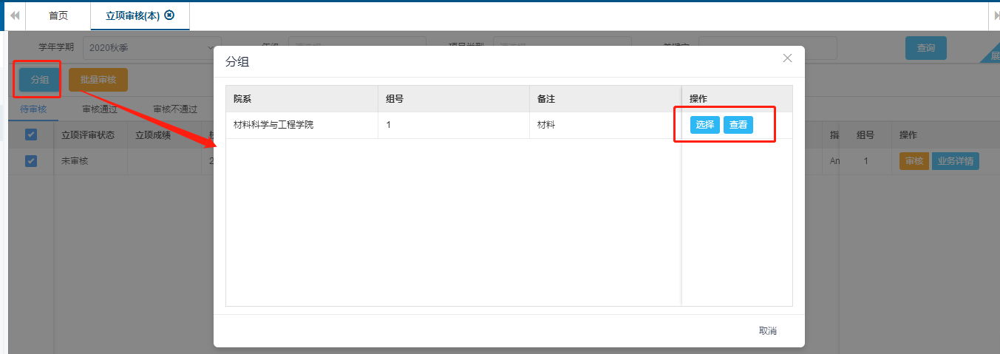 首页 立项审核(本)
学年学期 2020秋季 查询
分组 批量审核
待审核 审核通过 审核不通过
立项评审状态 立项成绩 组号 操作
未审核 2 An 1 审核 业务详情
分组
院系 组号 备注 操作
材料科学与工程学院 1 材料 选择 查看
取消